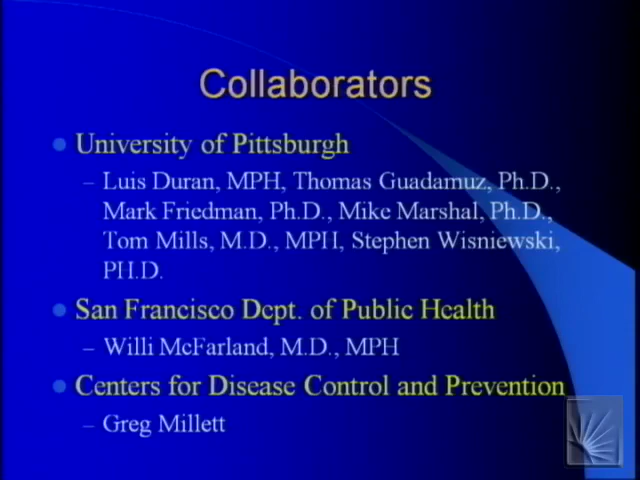 Collaborators
University of Pittsburgh
– Luis Duran, MPH, Thomas Guadamuz, Ph.D.,
Mark Friedman, Ph.D., Mike Marshal, Ph.D.,
Tom Mills, M.D., MPH, Stephen Wisniewski,
PH.D.
San Francisco Dept. of Public Health
– Willi McFarland, M.D., MPH
Centers for Disease Control and Prevention
– Greg Millett